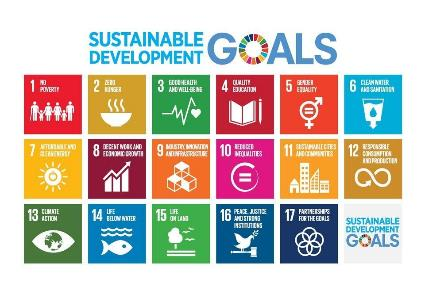 SUSTAINABLE
DEVELOPMENT
GOALS
1 NO
POVERTY
2 ZERO
HUNGER
3 GOOD HEALTH
AND WELL-BEING
4 QUALITY
EDUCATION
5 GENDER
EQUALITY
6 CLEAN WATER
AND SANITATION
7 AFFORDABLE AND
CLEAN ENERGY
8 DECENT WORK AND
ECONOMIC GROWTH
9 INDUSTRY, INNOVATION
AND INFRASTRUCTURE
10 REDUCED
INEQUALITIES
11 SUSTAINABLE CITIES
AND COMMUNITIES
12 RESPONSIBLE
CONSUMPTION
AND PRODUCTION
13 CLIMATE
ACTION
14 LIFE
BELOW WATER
15 LIFE
ON LAND
16 PEACE, JUSTICE
AND STRONG
INSTITUTIONS
17 PARTNERSHIPS
FOR THE GOALS
SUSTAINABLE
DEVELOPMENT
GOALS